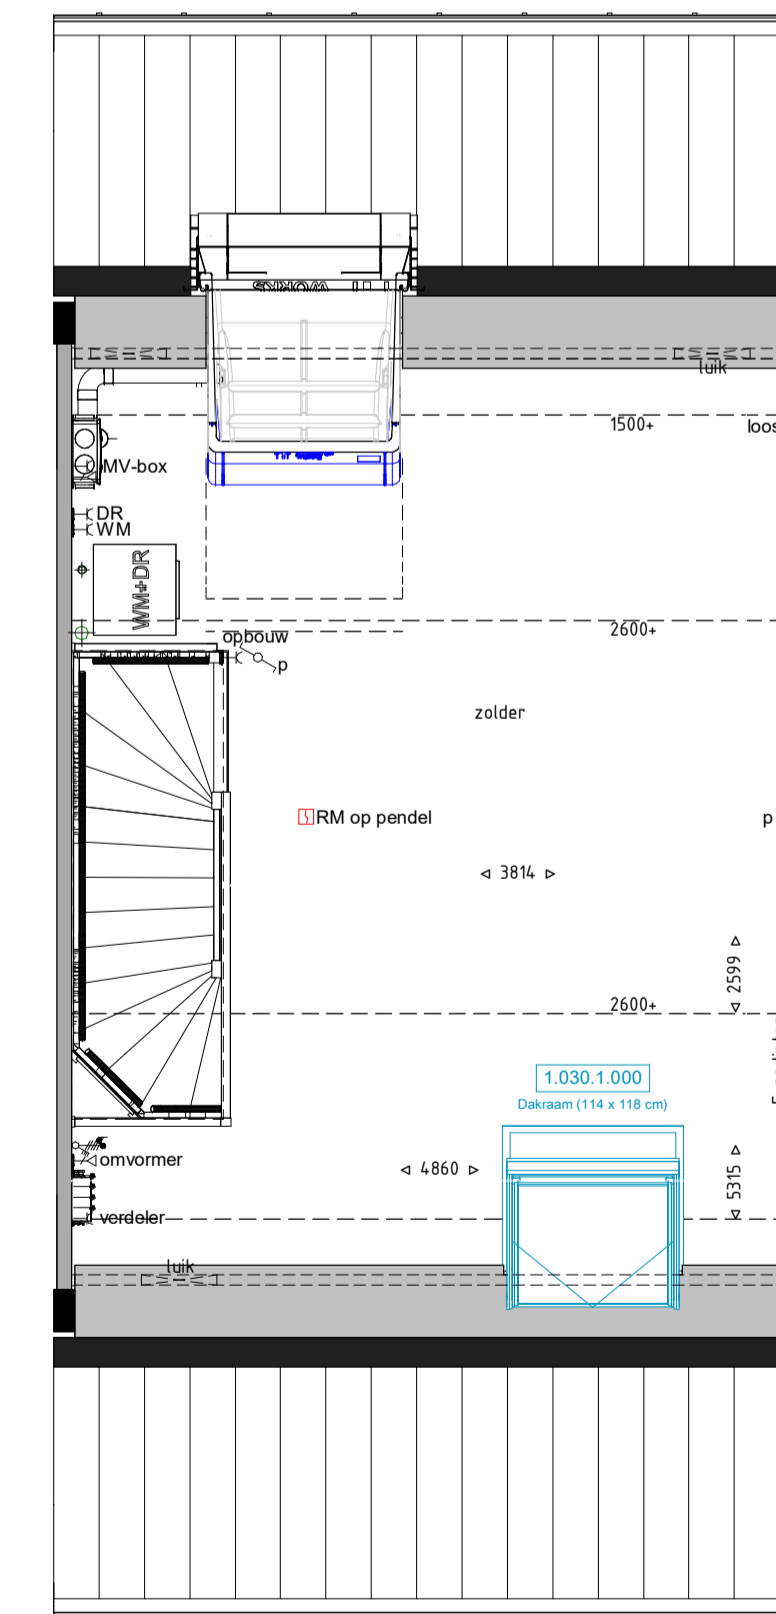 luik
1500+
loos
MV-box
DR
WM
WM+DR
2600+
opbouw
p
zolder
RM op pendel
p
3814
2599
2600+
1.030.1.000
Dakraam (114 x 118 cm)
omvormer
4860
5315
verdeler
luik